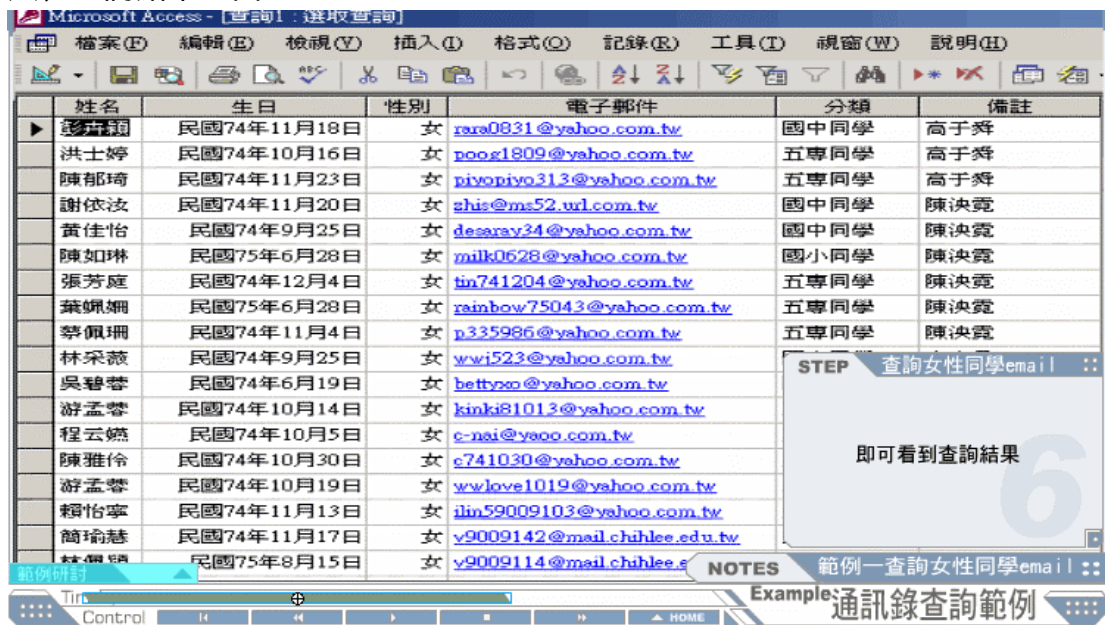 Microsoft Access - [查詢1 : 選取查詢]
檔案(F) 編輯(E) 檢視(V) 插入(I) 格式(O) 記錄(R) 工具(T) 視窗(W) 說明(H)
姓名 生日 性別 電子郵件 分類 備註
彭卉穎 民國74年11月18日 女 rara0831@yahoo.com.tw 國中同學 高于舜
洪士婷 民國74年10月16日 女 poog1809@yahoo.com.tw 五專同學 高于舜
陳郁琦 民國74年11月23日 女 piyopiyo313@yahoo.com.tw 五專同學 高于舜
謝依汝 民國74年11月20日 女 zhis@ms52.url.com.tw 國中同學 陳泱霓
黃佳怡 民國74年9月25日 女 desaray34@yahoo.com.tw 國中同學 陳泱霓
陳如琳 民國75年6月28日 女 milk0628@yahoo.com.tw 國小同學 陳泱霓
張芳庭 民國74年12月4日 女 tin741204@yahoo.com.tw 五專同學 陳泱霓
葉姵姍 民國75年6月28日 女 rainbow75043@yahoo.com.tw 五專同學 陳泱霓
蔡佩珊 民國74年11月4日 女 p335986@yahoo.com.tw 五專同學 陳泱霓
林采薇 民國74年9月25日 女 wwj523@yahoo.com.tw
吳碧蓉 民國74年6月19日 女 bettyxo@yahoo.com.tw
游孟蓉 民國74年10月14日 女 kinki81013@yahoo.com.tw
程云嬿 民國74年10月5日 女 c-nai@yaoo.com.tw
陳雅伶 民國74年10月30日 女 c741030@yahoo.com.tw
游孟蓉 民國74年10月19日 女 wwlove1019@yahoo.com.tw
賴怡寧 民國74年11月13日 女 ilin59009103@yahoo.com.tw
簡瑜慧 民國74年11月17日 女 v9009142@mail.chihlee.edu.tw
民國75年8月15日 女 v9009114@mail.chihlee.e
STEP 查詢女性同學email
即可看到查詢結果
6
範例研討
NOTES 範例一查詢女性同學email
Example通訊錄查詢範例
Control HOME